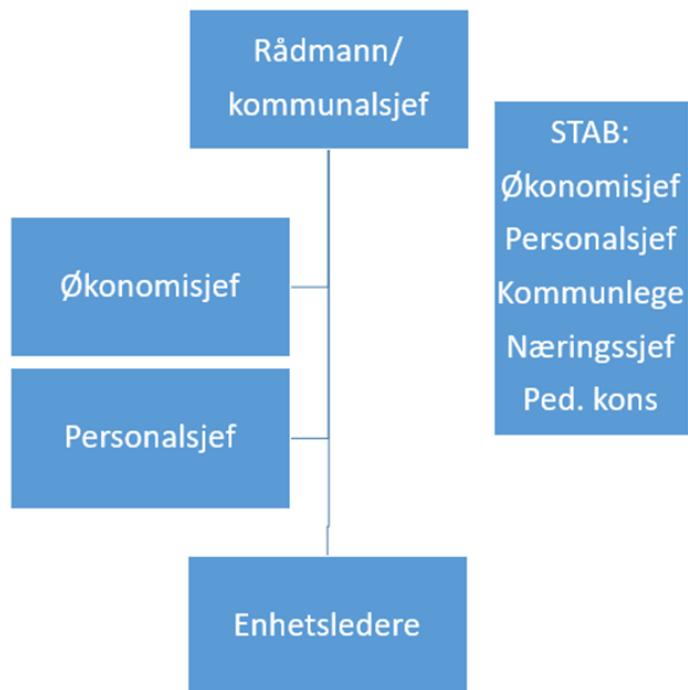 Rådmann/
kommunalsjef
STAB:
Økonomisjef
Personalsjef
Kommunlege
Næringssjef
Ped. kons
Økonomisjef
Personalsjef
Enhetsledere